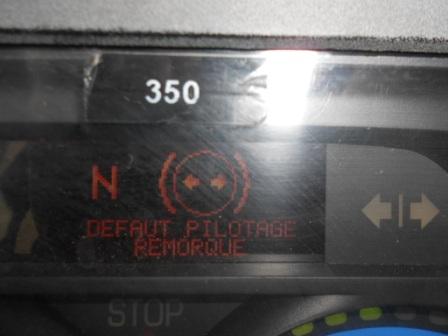 350
N
DEFAUT PILOTAGE
REMORQUE
STOP